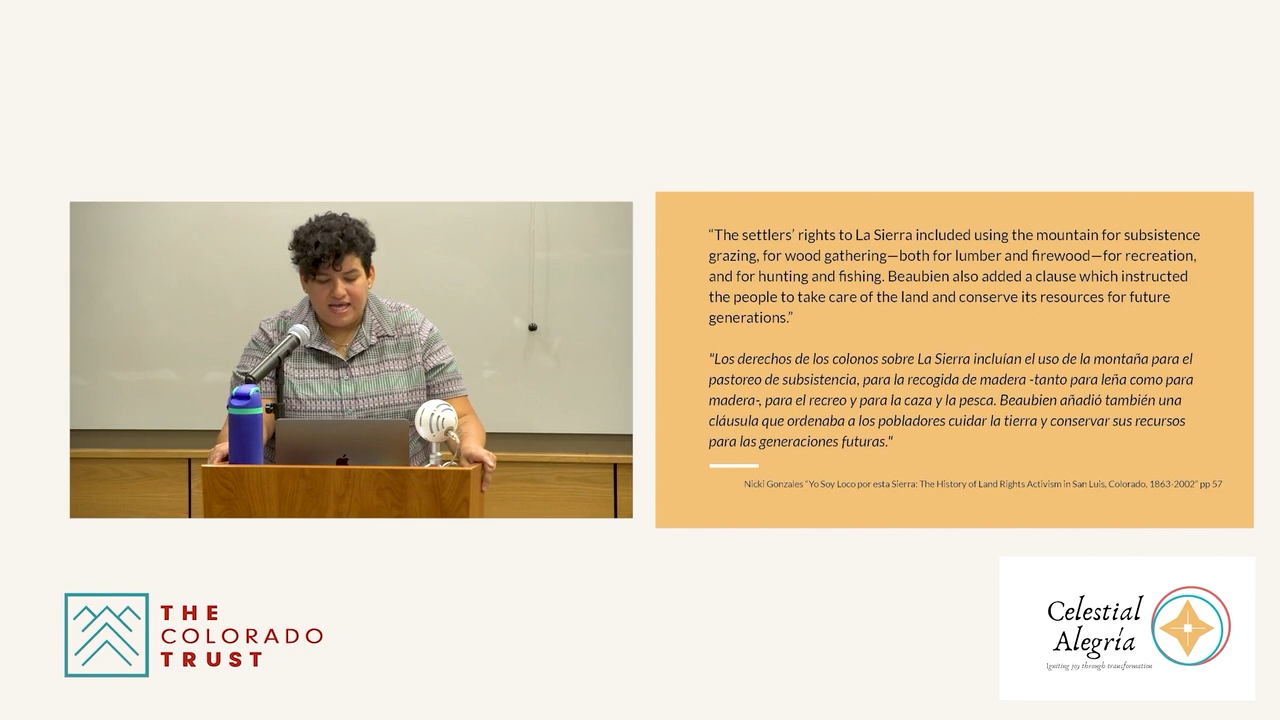 “The settlers’ rights to La Sierra included using the mountain for subsistence
grazing, for wood gathering—both for lumber and firewood—for recreation,
and for hunting and fishing. Beaubien also added a clause which instructed
the people to take care of the land and conserve its resources for future
generations.”
"Los derechos de los colonos sobre La Sierra incluían el uso de la montaña para el
pastoreo de subsistencia, para la recogida de madera -tanto para leña como para
madera-, para el recreo y para la caza y la pesca. Beaubien añadió también una
cláusula que ordenaba a los pobladores cuidar la tierra y conservar sus recursos
para las generaciones futuras."
Nicki Gonzales “Yo Soy Loco por esta Sierra: The History of Land Rights Activism in San Luis, Colorado, 1863-2002” pp 57
THE
COLORADO
TRUST
Celestial
Alegría
Igniting joy through transformation